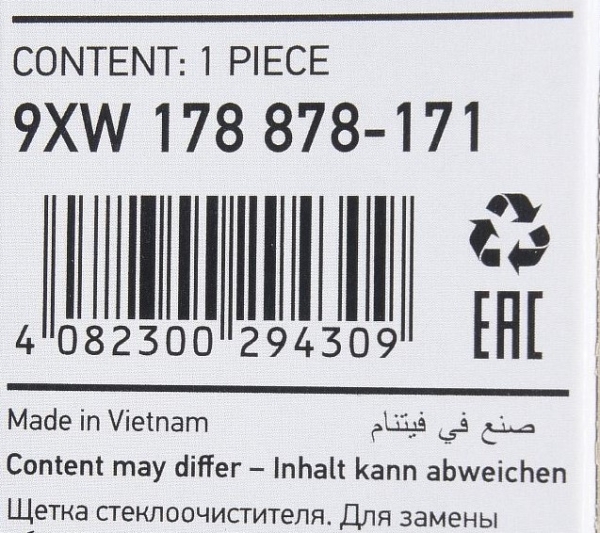 CONTENT: 1 PIECE
9XW 178 878-171
4 082300 294309
EAC
Made in Vietnam صنع في فيتنام
Content may differ – Inhalt kann abweichen
Щетка стеклоочистителя. Для замены